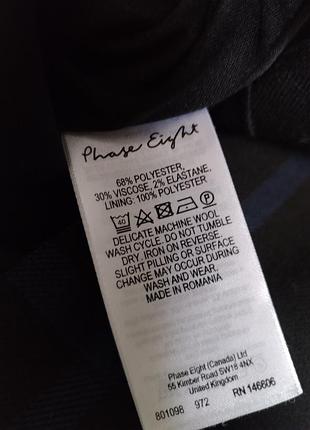 Phase Eight
68% POLYESTER,
30% VISCOSE, 2% ELASTANE,
LINING: 100% POLYESTER
40
DELICATE MACHINE WOOL
WASH CYCLE. DO NOT TUMBLE
DRY. IRON ON REVERSE.
SLIGHT PILLING OR SURFACE
CHANGE MAY OCCUR DURING
WASH AND WEAR.
MADE IN ROMANIA
Phase Eight (Canada) Ltd
55 Kimber Road SW18 4NX
United Kingdom
801098 972 RN 146606